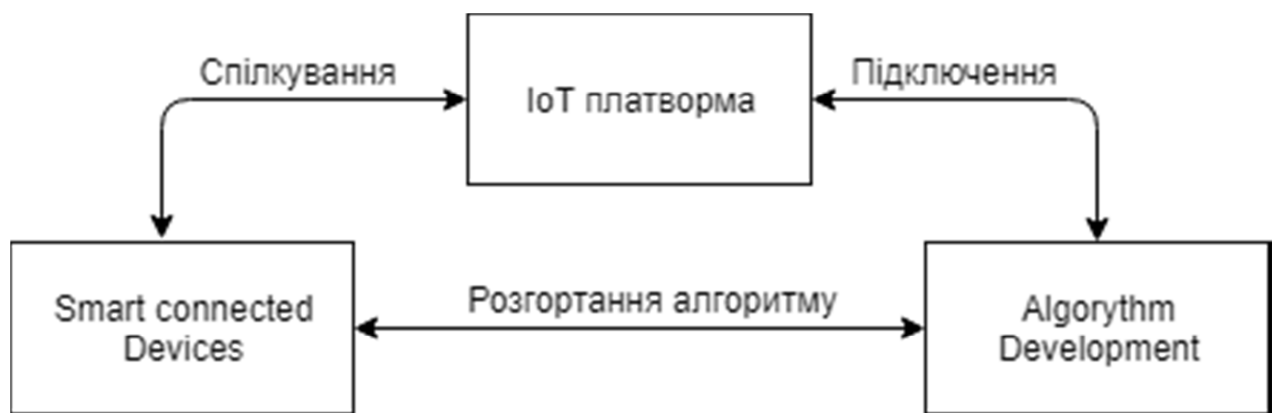 Спілкування
IoT платворма
Підключення
Smart connected
Devices
Розгортання алгоритму
Algorythm
Development